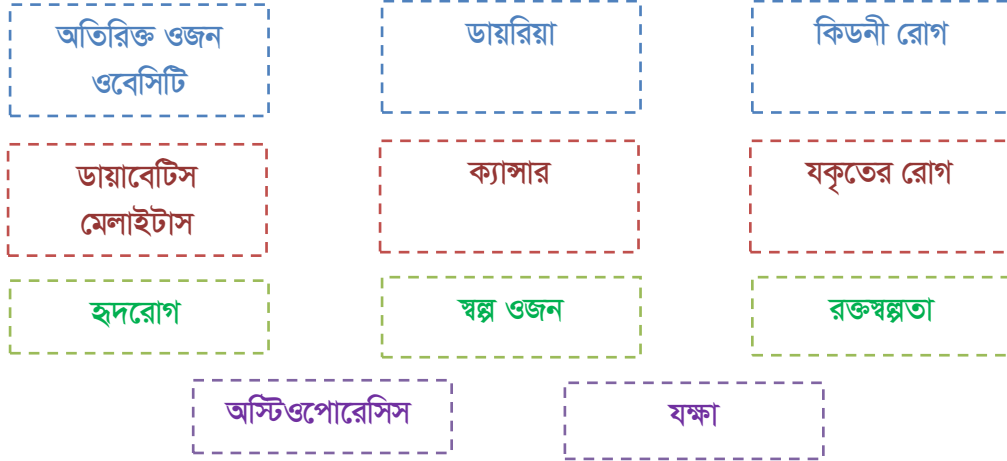 অতিরিক্ত ওজন
ওবেসিটি
ডায়রিয়া
কিডনী রোগ
ডায়াবেটিস
মেলাইটাস
ক্যান্সার
যকৃতের রোগ
হৃদরোগ
স্বল্প ওজন
রক্তস্বল্পতা
অস্টিওপোরেসিস
যক্ষা